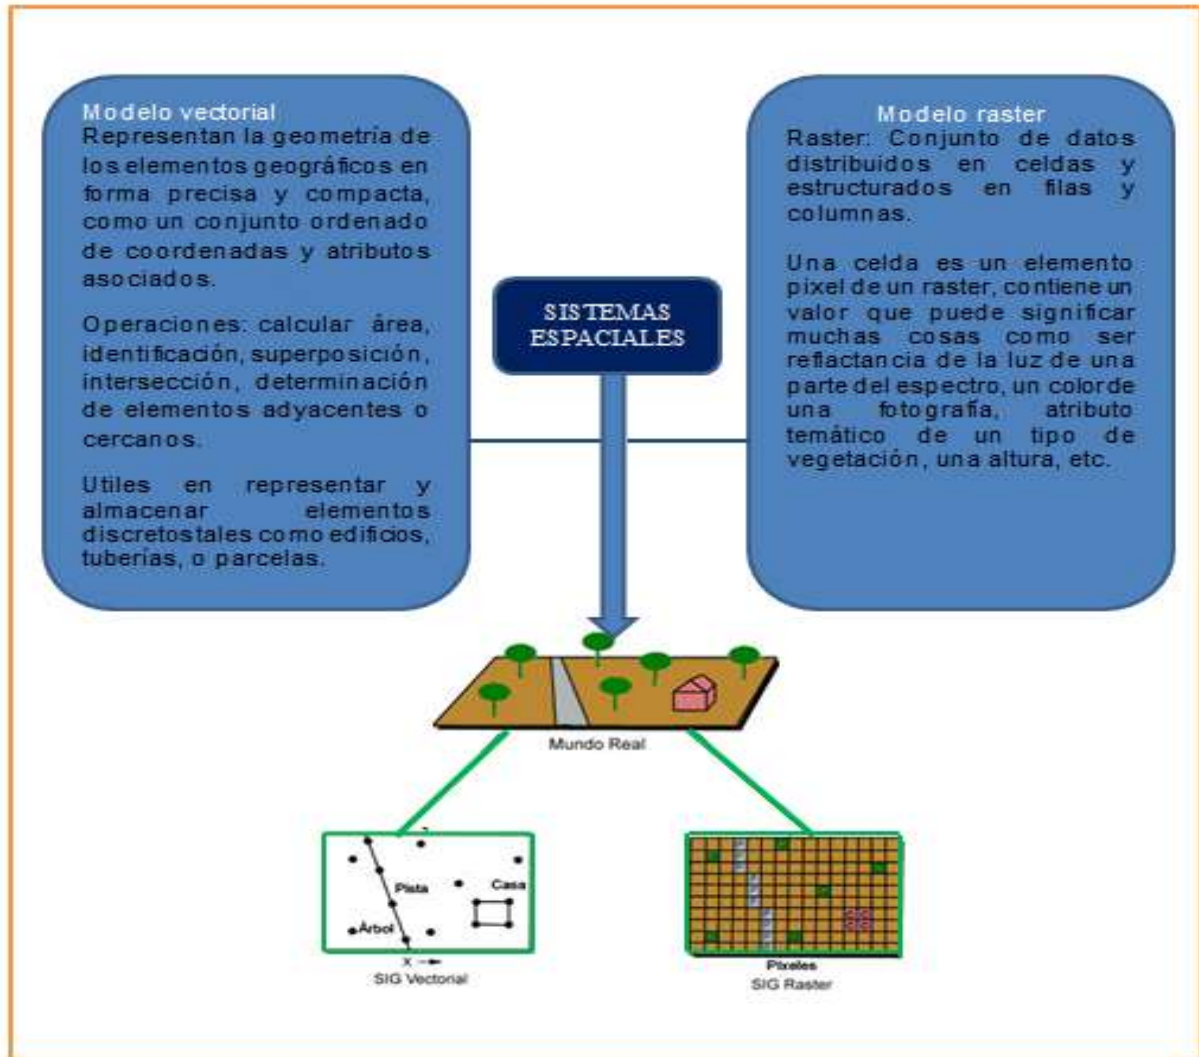 Modelo vectorial
Representan la geometría de
los elementos geográficos en
forma precisa y compacta,
como un conjunto ordenado
de coordenadas y atributos
asociados.
Operaciones: calcular área,
identificación, superposición,
intersección, determinación
de elementos adyacentes o
cercanos.
Utiles en representar y
almacenar elementos
discretostales como edificios,
tuberías, o parcelas.
SISTEMAS
ESPACIALES
Modelo raster
Raster: Conjunto de datos
distribuidos en celdas y
estructurados en filas y
columnas.
Una celda es un elemento
pixel de un raster, contiene un
valor que puede significar
muchas cosas como ser
reflactancia de la luz de una
parte del espectro, un colorde
una fotografía, atributo
temático de un tipo de
vegetación, una altura, etc.
Mundo Real
Pista
Casa
Árbol
X
SIG Vectorial
Píxeles
SIG Raster